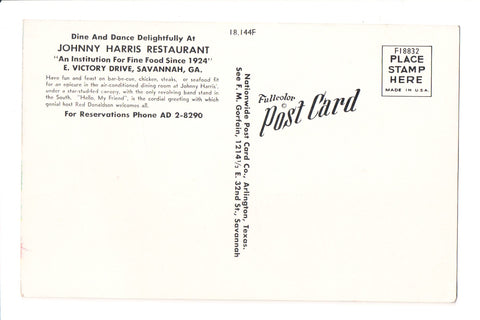 Dine And Dance Delightfully At
JOHNNY HARRIS RESTAURANT
"An Institution For Fine Food Since 1924"
E. VICTORY DRIVE, SAVANNAH, GA.
Have fun and feast on bar-be-cue, chicken, steaks, or seafood fit
for an epicure in the air-conditioned dining room at Johnny Harris'.
under a star-studded canopy, with the only revolving band stand in
the South. "Hello, My Friend", is the cordial greeting with which
genial host Red Donaldson welcomes all.
For Reservations Phone AD 2-8290
18,144F
Nationwide Post Card Co., Arlington, Texas.
See F. M. Gorfain, 1214½ E. 32nd St., Savannah
Fullcolor
©
Post Card
F18832
PLACE
STAMP
HERE
MADE IN U.S.A.